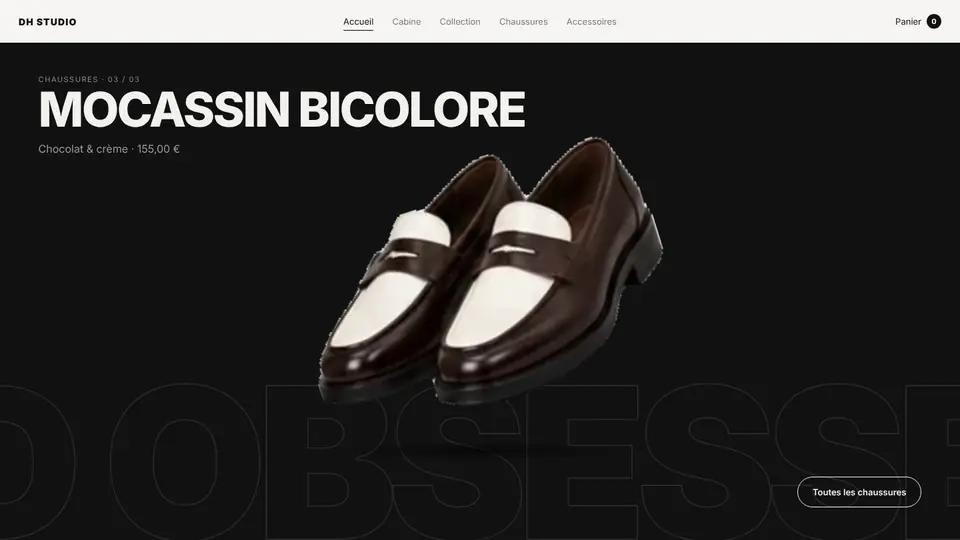 DH STUDIO
Accueil Cabine Collection Chaussures Accessoires
Panier 0
CHAUSSURES · 03 / 03
MOCASSIN BICOLORE
Chocolat & crème · 155,00 €
D OBSESSE
Toutes les chaussures